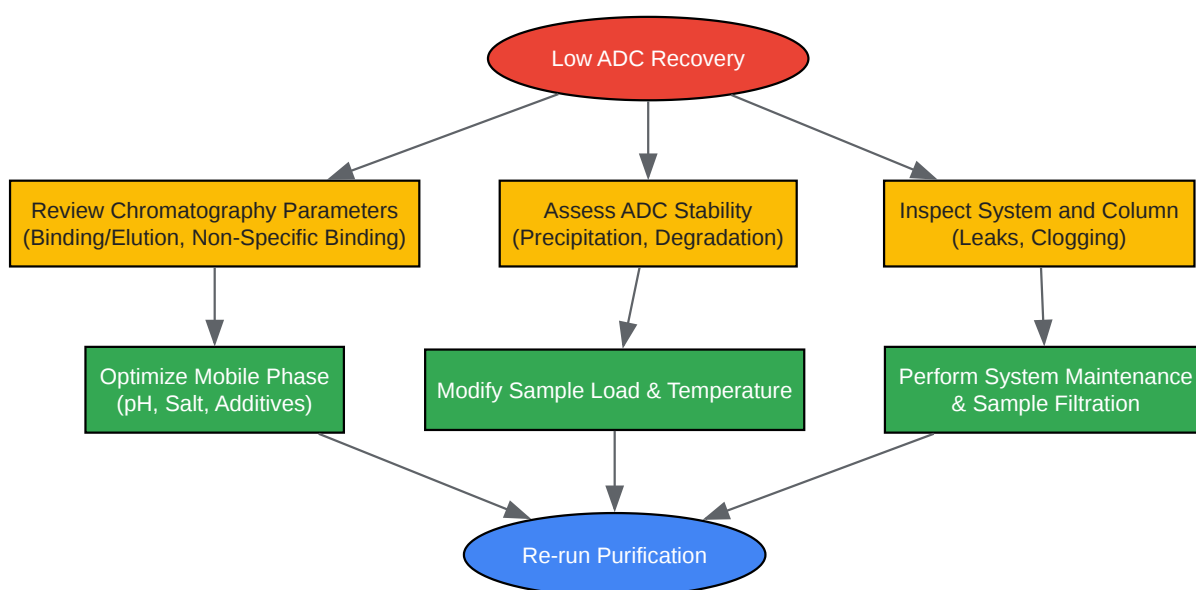 Low ADC Recovery
Review Chromatography Parameters
(Binding/Elution, Non-Specific Binding)
Assess ADC Stability
(Precipitation, Degradation)
Inspect System and Column
(Leaks, Clogging)
Optimize Mobile Phase
(pH, Salt, Additives)
Modify Sample Load & Temperature
Perform System Maintenance
& Sample Filtration
Re-run Purification